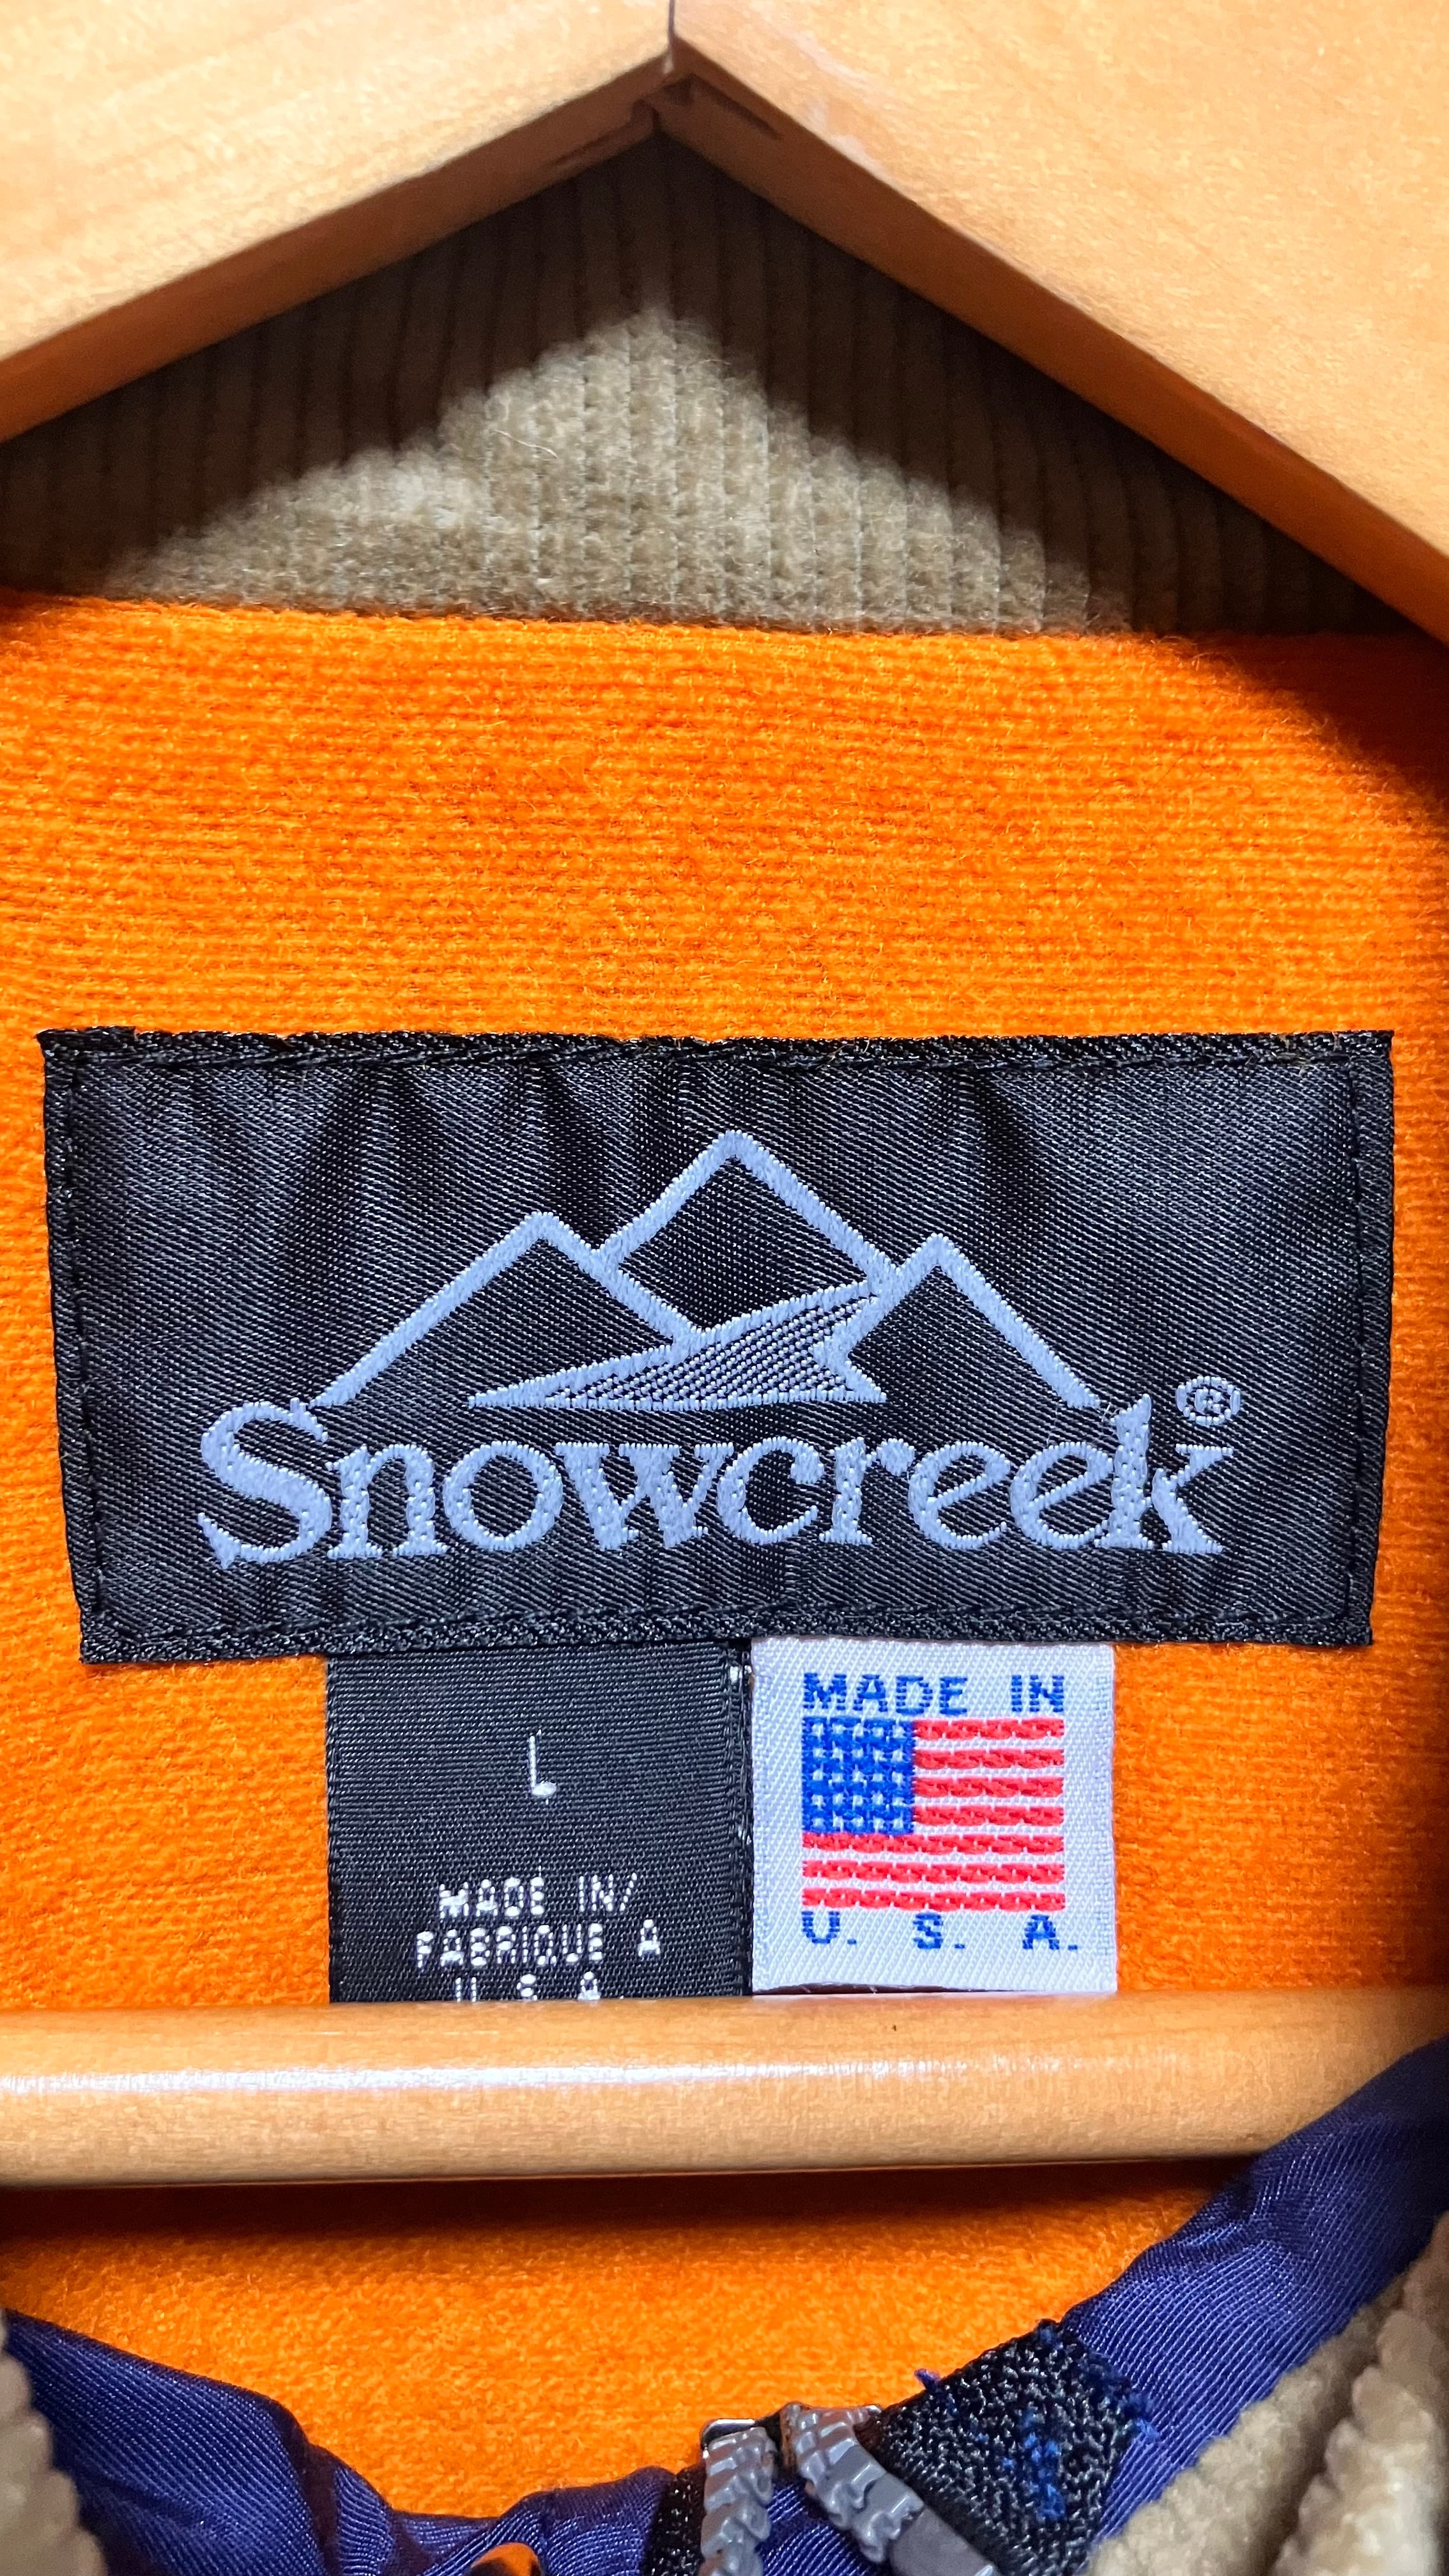 Snowcreek®
L
MADE IN/
FABRIQUE A
U.S.A.
MADE IN
U. S. A.